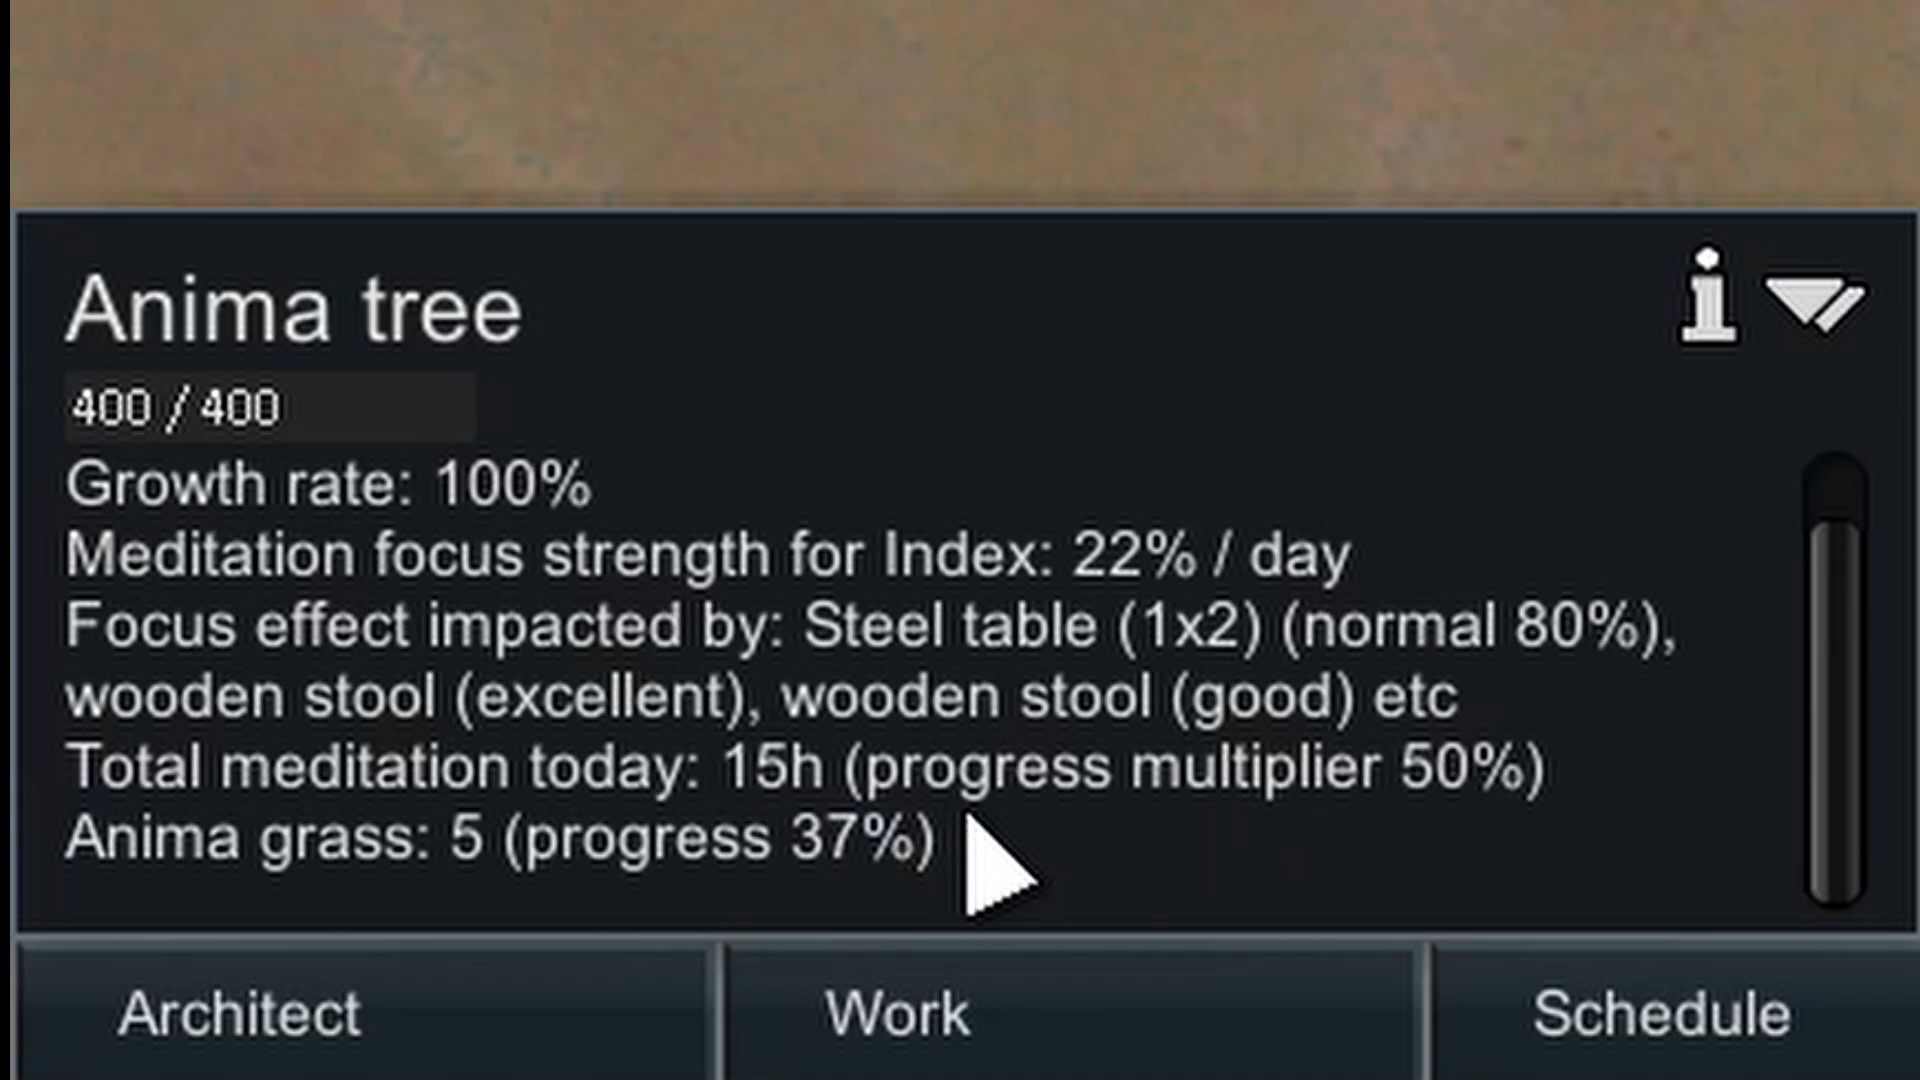 Anima tree
400 / 400
Growth rate: 100%
Meditation focus strength for Index: 22% / day
Focus effect impacted by: Steel table (1x2) (normal 80%),
wooden stool (excellent), wooden stool (good) etc
Total meditation today: 15h (progress multiplier 50%)
Anima grass: 5 (progress 37%)
Architect
Work
Schedule